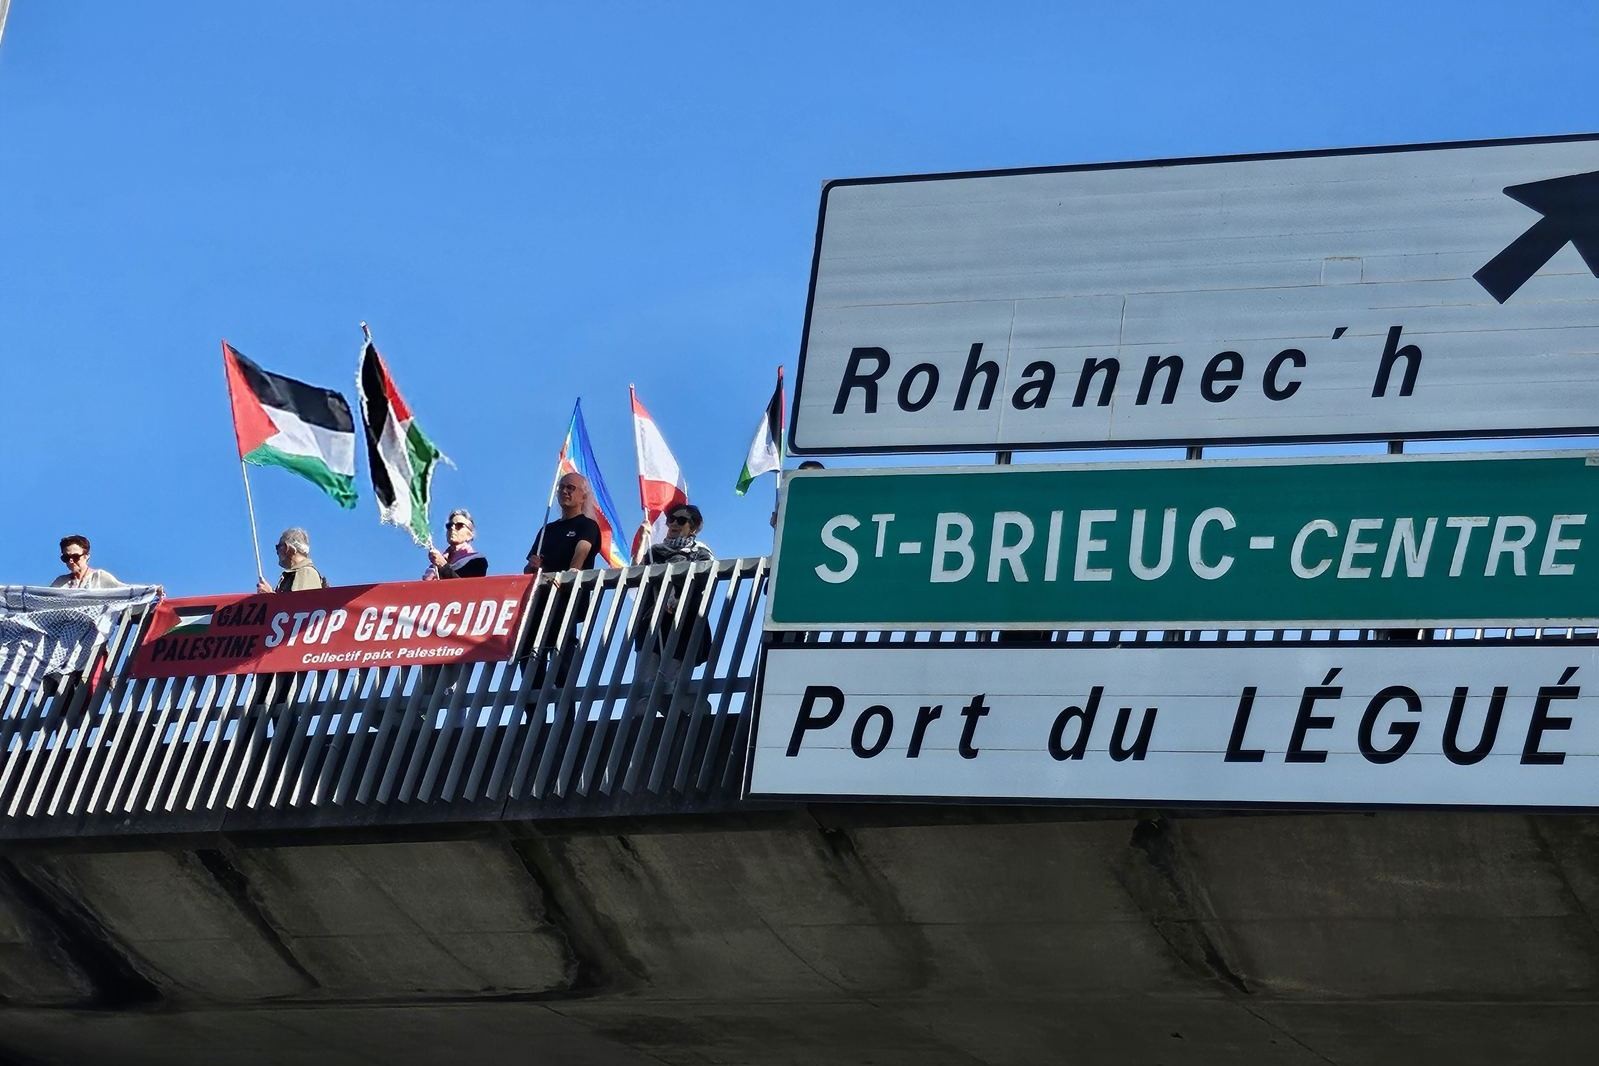 GAZA
PALESTINE
STOP GENOCIDE
Collectif paix Palestine
Rohannec'h
ST-BRIEUC-CENTRE
Port du LÉGUÉ